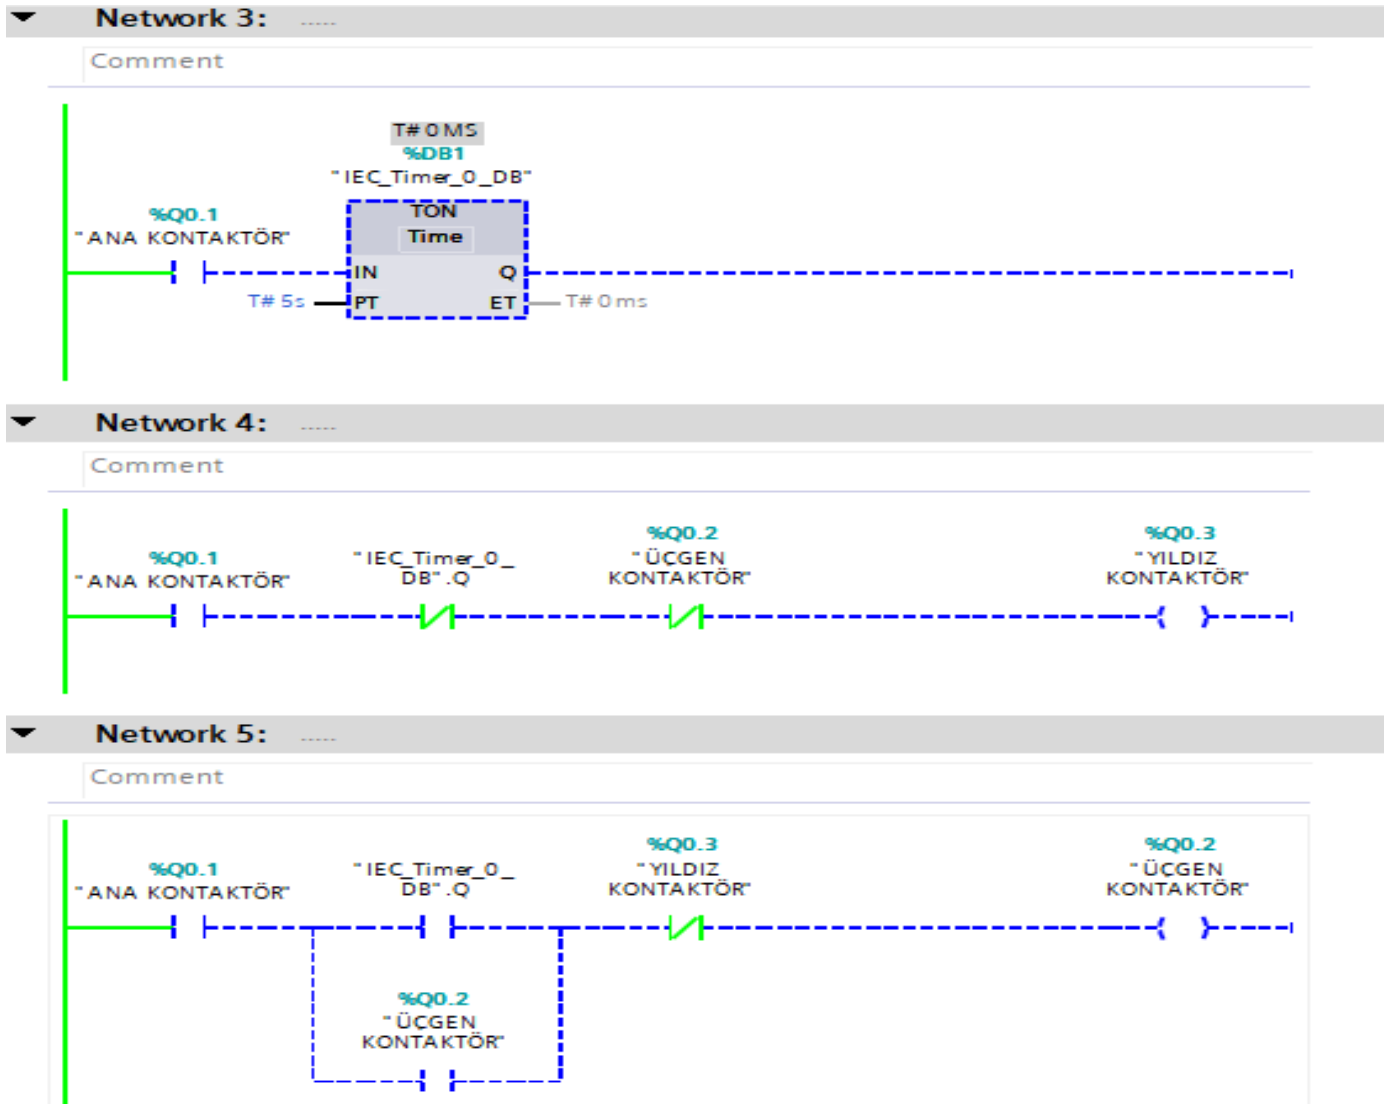 Network 3: .....
Comment
T# 0 MS
%DB1
"IEC_Timer_0_DB"
%Q0.1
"ANA KONTAKTÖR"
TON
Time
IN
Q
T# 5s
PT
ET
T# 0 ms
Network 4: .....
Comment
%Q0.1
"ANA KONTAKTÖR"
"IEC_Timer_0_
DB".Q
%Q0.2
"ÜÇGEN
KONTAKTÖR"
%Q0.3
"YILDIZ
KONTAKTÖR"
Network 5: .....
Comment
%Q0.1
"ANA KONTAKTÖR"
"IEC_Timer_0_
DB".Q
%Q0.3
"YILDIZ
KONTAKTÖR"
%Q0.2
"ÜÇGEN
KONTAKTÖR"
%Q0.2
"ÜÇGEN
KONTAKTÖR"